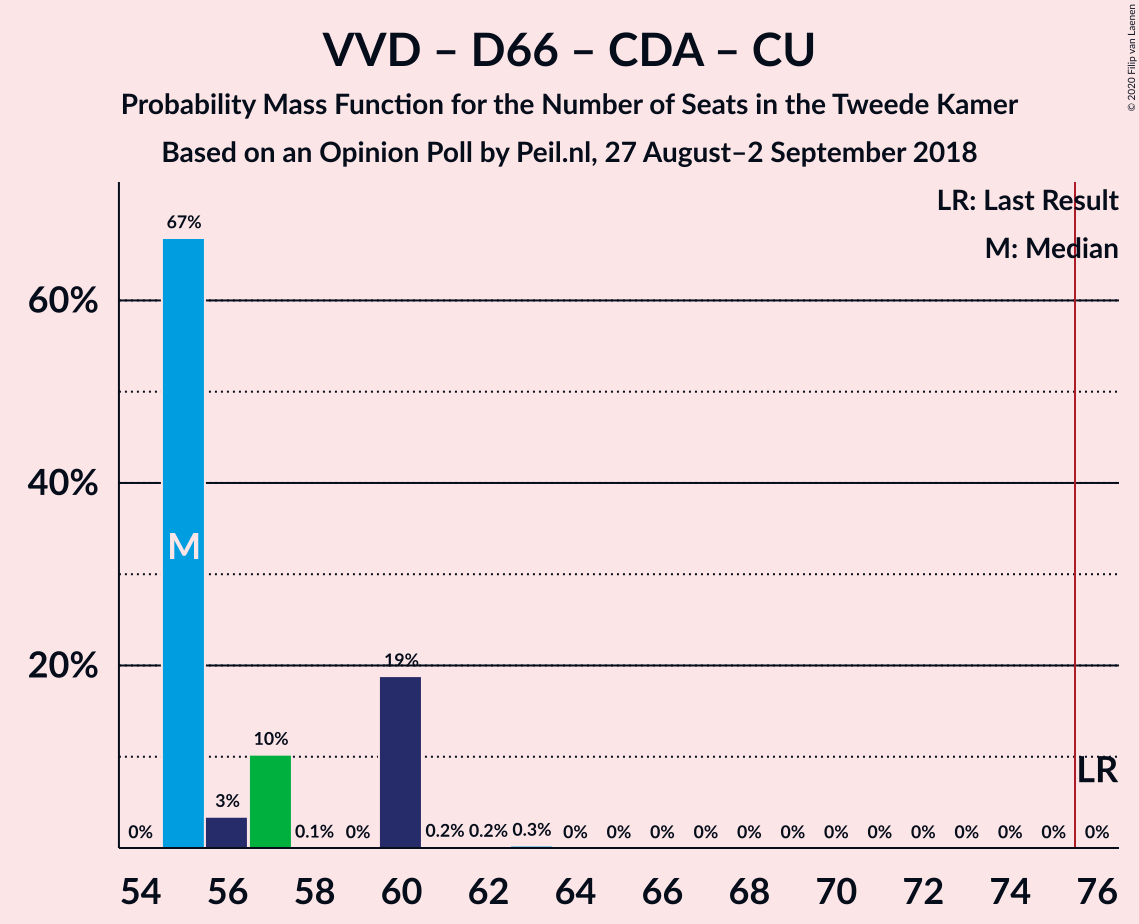 © 2020 Filip van Laenen
VVD – D66 – CDA – CU
Probability Mass Function for the Number of Seats in the Tweede Kamer
Based on an Opinion Poll by Peil.nl, 27 August–2 September 2018
LR: Last Result
M: Median
60%
40%
20%
67%
M
3%
10%
0.1%
0%
19%
0.2%
0.2%
0.3%
0%
0%
0%
0%
0%
0%
0%
0%
0%
0%
0%
0%
0%
0%
LR
54 56 58 60 62 64 66 68 70 72 74 76